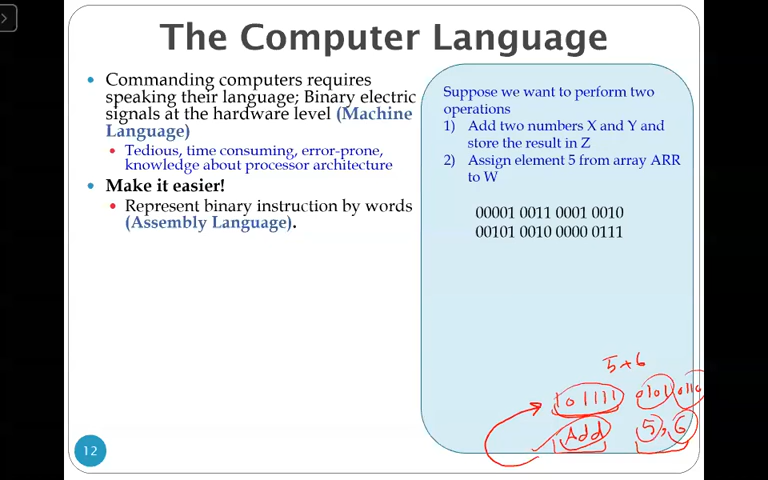 The Computer Language
Commanding computers requires
speaking their language; Binary electric
signals at the hardware level (Machine
Language)
Tedious, time consuming, error-prone,
knowledge about processor architecture
Make it easier!
Represent binary instruction by words
(Assembly Language).
Suppose we want to perform two
operations
1) Add two numbers X and Y and
store the result in Z
2) Assign element 5 from array ARR
to W
00001 0011 0001 0010
00101 0010 0000 0111
5+6
101111 0101 0110
Add 5, 6
12